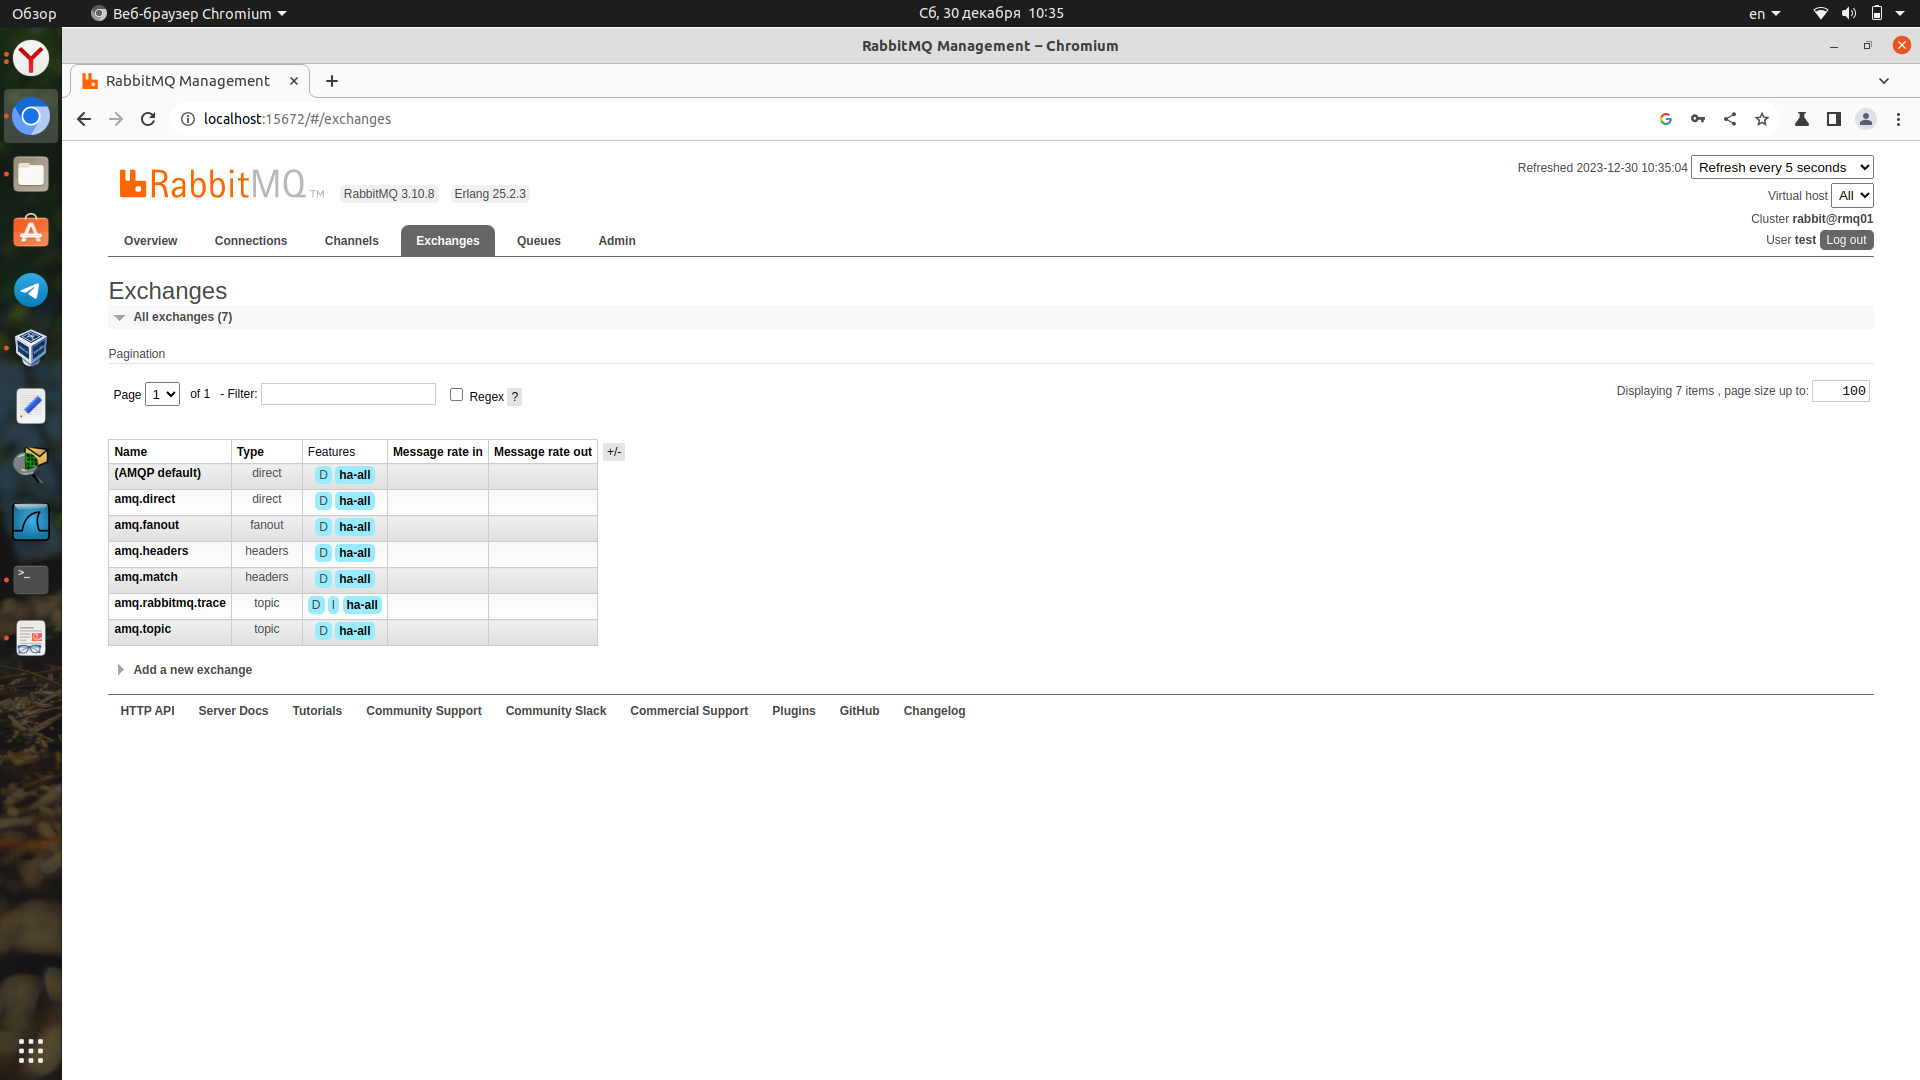 Обзор Веб-браузер Chromium Сб, 30 декабря 10:35 en
RabbitMQ Management – Chromium
RabbitMQ Management
localhost:15672/#/exchanges
RabbitMQ TM RabbitMQ 3.10.8 Erlang 25.2.3
Refreshed 2023-12-30 10:35:04 Refresh every 5 seconds
Virtual host All
Cluster rabbit@rmq01
User test Log out
Overview Connections Channels Exchanges Queues Admin
Exchanges
All exchanges (7)
Pagination
Page 1 of 1 - Filter: Regex ? Displaying 7 items , page size up to: 100
Name Type Features Message rate in Message rate out +/-
(AMQP default) direct D ha-all
amq.direct direct D ha-all
amq.fanout fanout D ha-all
amq.headers headers D ha-all
amq.match headers D ha-all
amq.rabbitmq.trace topic D I ha-all
amq.topic topic D ha-all
Add a new exchange
HTTP API Server Docs Tutorials Community Support Community Slack Commercial Support Plugins GitHub Changelog